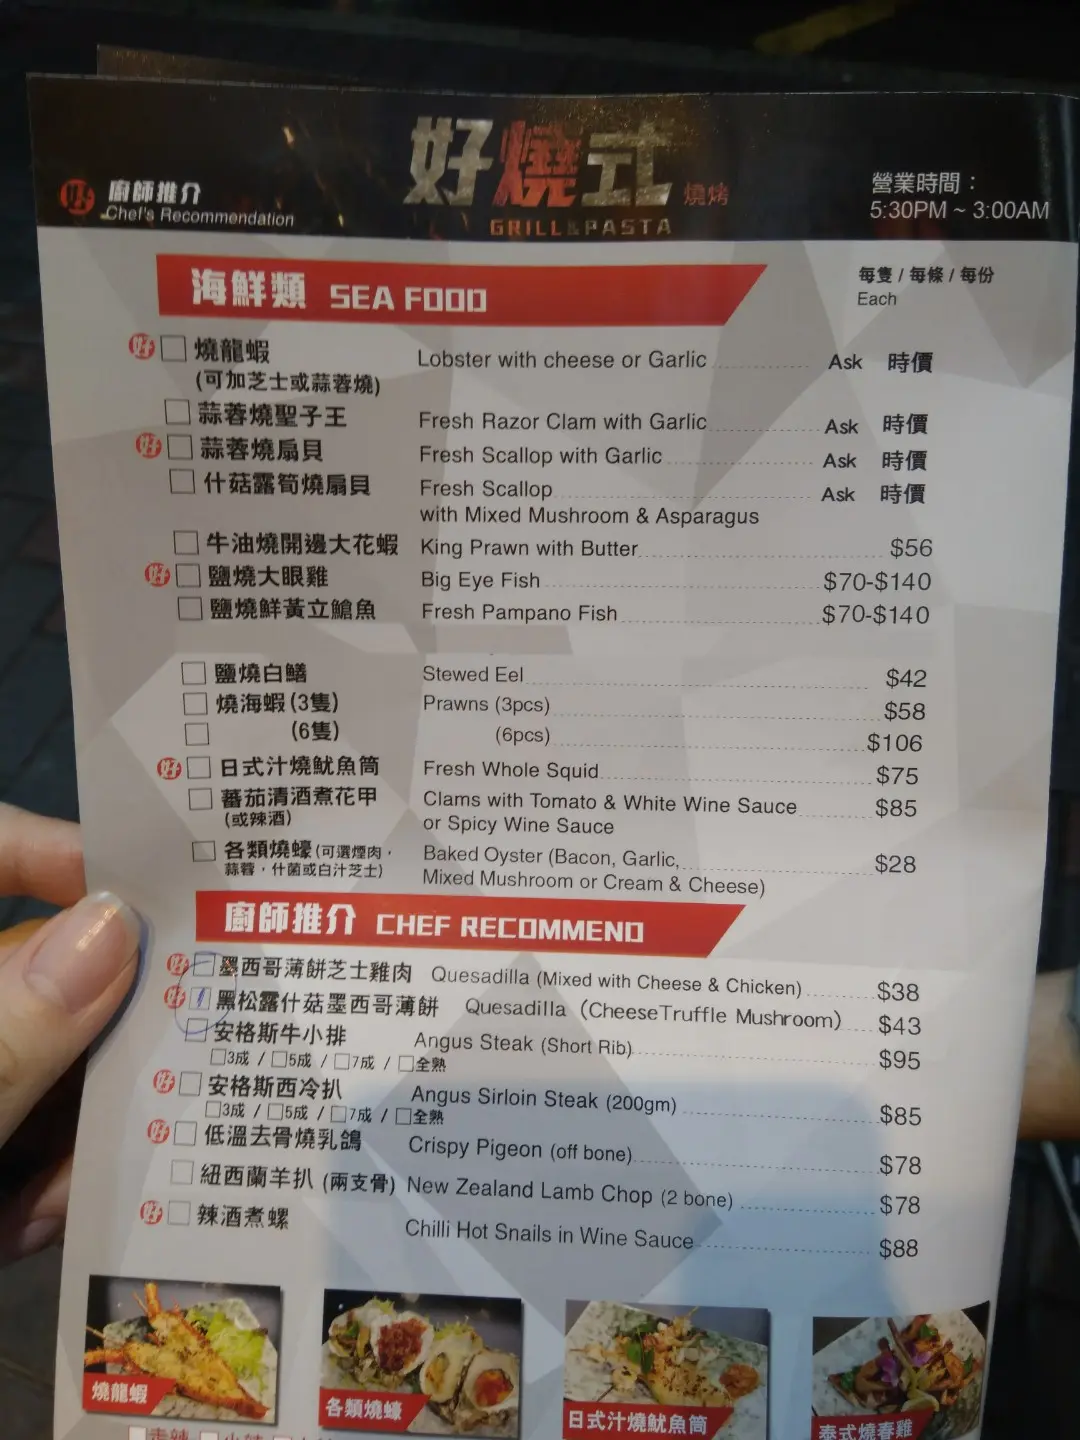 好燒式 燒烤
GRILL & PASTA
好 廚師推介
Chef's Recommendation
營業時間：
5:30PM ~ 3:00AM
海鮮類 SEA FOOD
每隻 / 每條 / 每份
Each
好 燒龍蝦 Lobster with cheese or Garlic Ask 時價
(可加芝士或蒜蓉燒)
蒜蓉燒聖子王 Fresh Razor Clam with Garlic Ask 時價
好 蒜蓉燒扇貝 Fresh Scallop with Garlic Ask 時價
什菇露筍燒扇貝 Fresh Scallop Ask 時價
with Mixed Mushroom & Asparagus
牛油燒開邊大花蝦 King Prawn with Butter $56
好 鹽燒大眼雞 Big Eye Fish $70-$140
鹽燒鮮黃立鱠魚 Fresh Pampano Fish $70-$140
鹽燒白鱔 Stewed Eel $42
燒海蝦 (3隻) Prawns (3pcs) $58
(6隻) (6pcs) $106
好 日式汁燒魷魚筒 Fresh Whole Squid $75
蕃茄清酒煮花甲 Clams with Tomato & White Wine Sauce $85
(或辣酒) or Spicy Wine Sauce
各類燒蠔 (可選煙肉, Baked Oyster (Bacon, Garlic, $28
蒜蓉，什菌或白汁芝士) Mixed Mushroom or Cream & Cheese)
廚師推介 CHEF RECOMMEND
好 墨西哥薄餅芝士雞肉 Quesadilla (Mixed with Cheese & Chicken) $38
好 黑松露什菇墨西哥薄餅 Quesadilla (CheeseTruffle Mushroom) $43
安格斯牛小排 Angus Steak (Short Rib) $95
3成 / 5成 / 7成 / 全熟
好 安格斯西冷扒 Angus Sirloin Steak (200gm) $85
3成 / 5成 / 7成 / 全熟
好 低溫去骨燒乳鴿 Crispy Pigeon (off bone) $78
紐西蘭羊扒 (兩支骨) New Zealand Lamb Chop (2 bone) $78
好 辣酒煮螺 Chilli Hot Snails in Wine Sauce $88
燒龍蝦
各類燒蠔
日式汁燒魷魚筒
泰式燒春雞